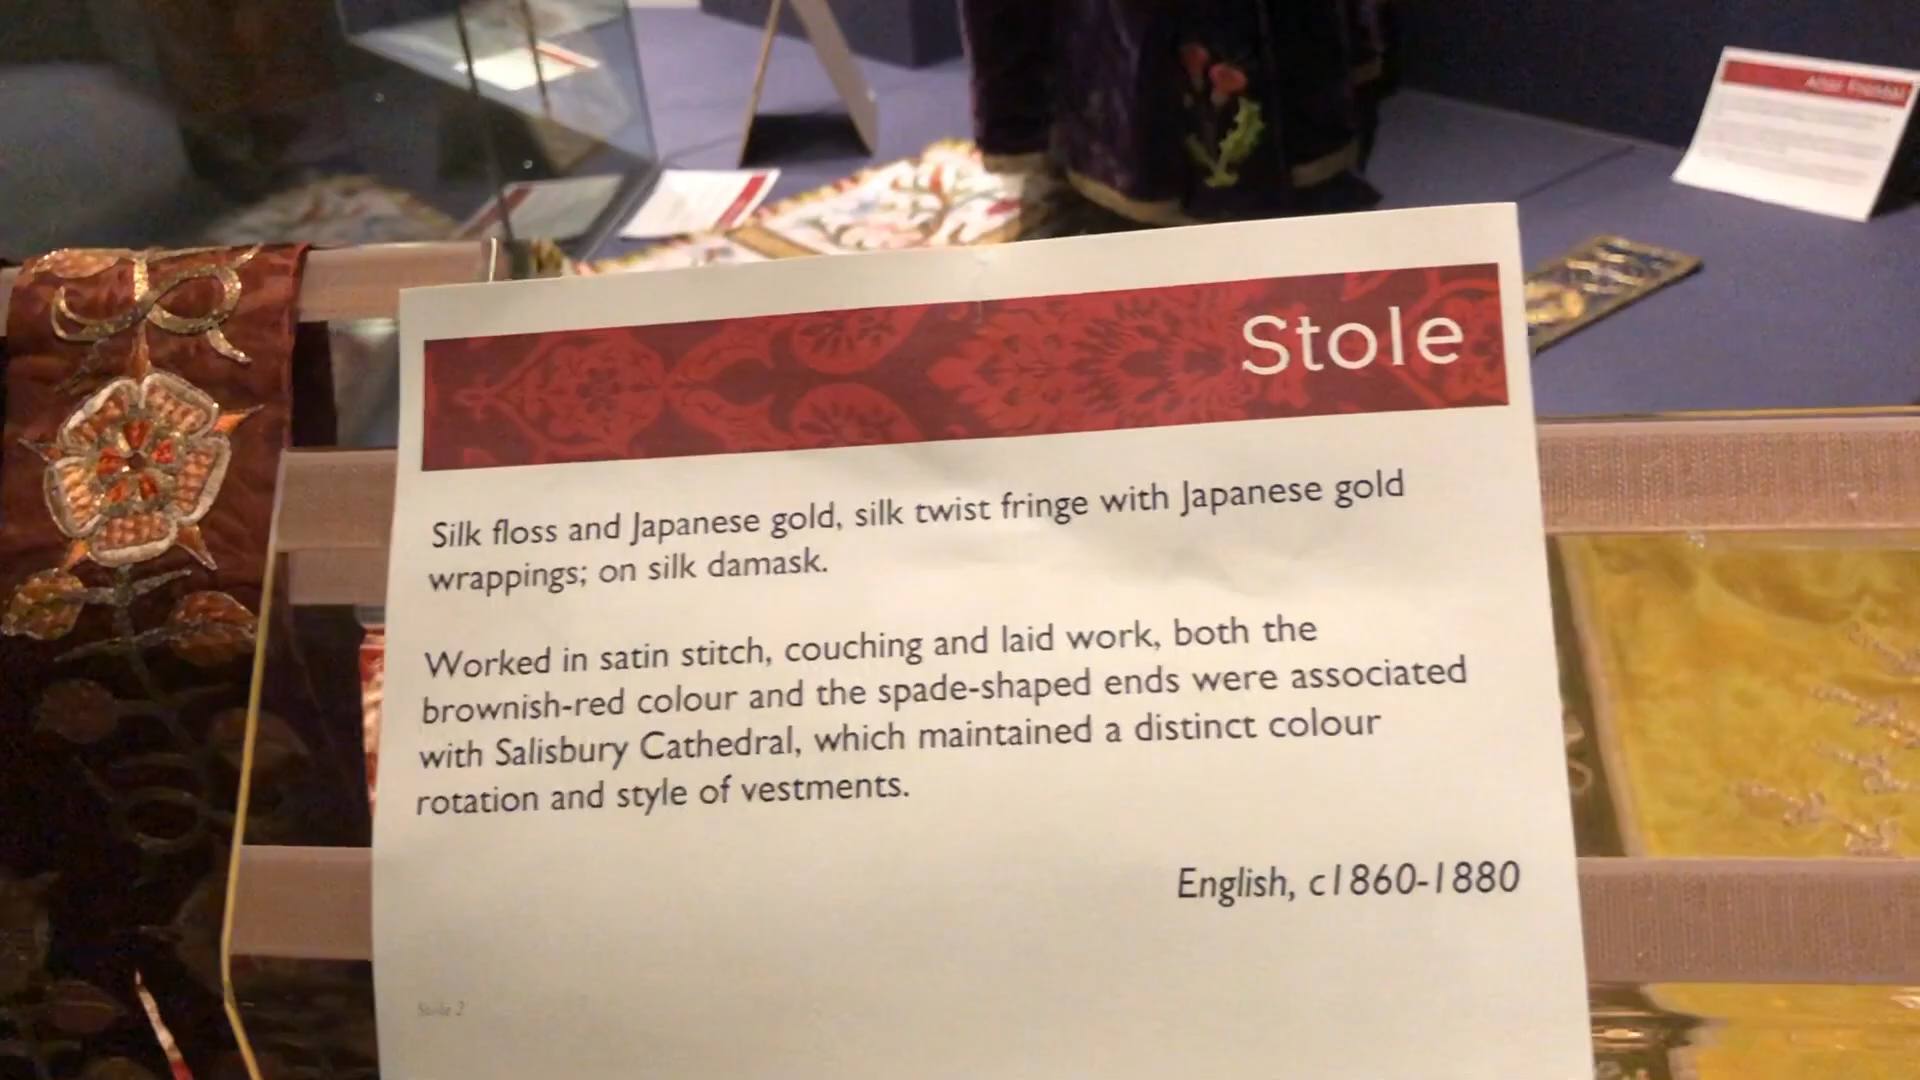 Altar Frontal
Stole
Silk floss and Japanese gold, silk twist fringe with Japanese gold
wrappings; on silk damask.
Worked in satin stitch, couching and laid work, both the
brownish-red colour and the spade-shaped ends were associated
with Salisbury Cathedral, which maintained a distinct colour
rotation and style of vestments.
English, c1860-1880
Stole 2